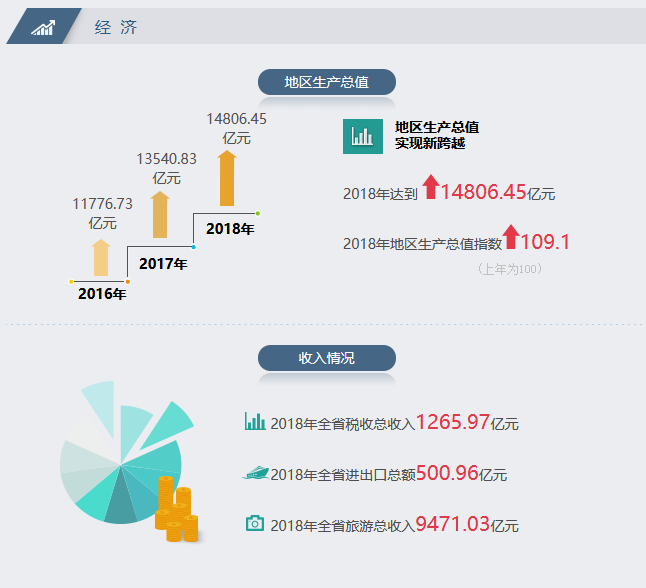 经 济
地区生产总值
14806.45
亿元
13540.83
亿元
11776.73
亿元
2018年
2017年
2016年
地区生产总值
实现新跨越
2018年达到 14806.45亿元
2018年地区生产总值指数 109.1
（上年为100）
收入情况
2018年全省税收总收入1265.97亿元
2018年全省进出口总额500.96亿元
2018年全省旅游总收入9471.03亿元